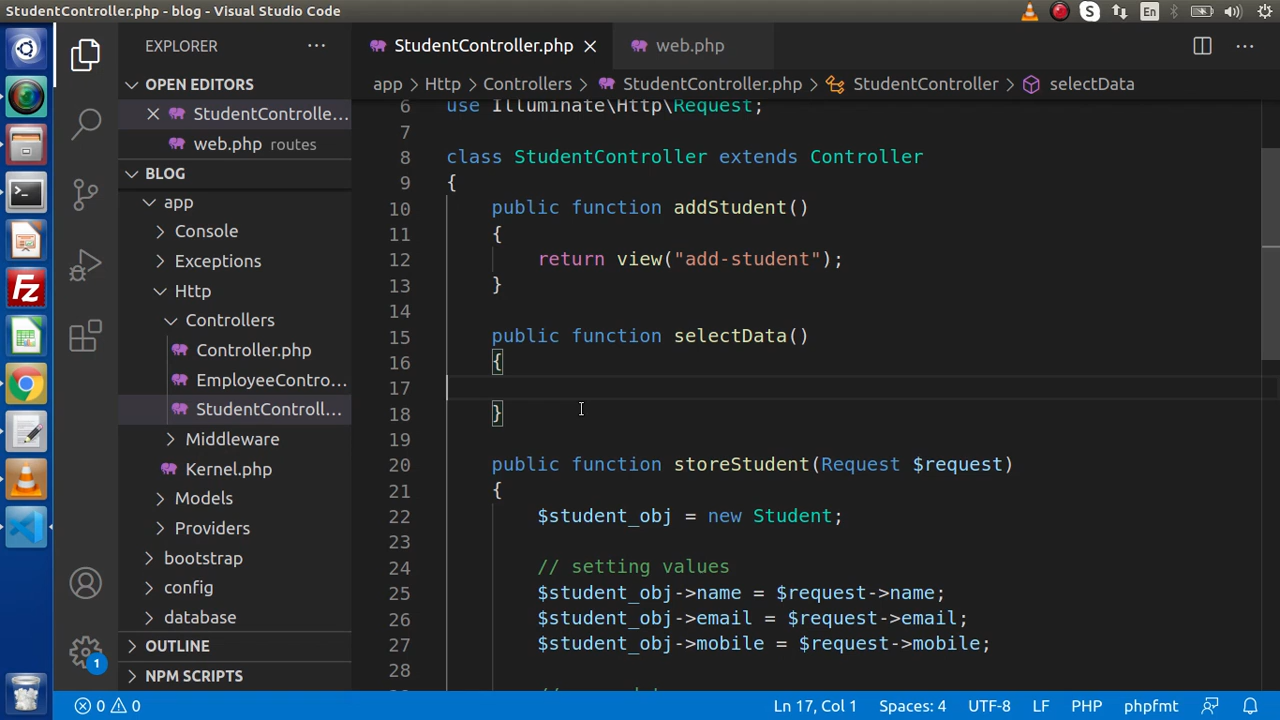 StudentController.php - blog - Visual Studio Code
S
En
EXPLORER
StudentController.php
web.php
OPEN EDITORS
app
Http
Controllers
StudentController.php
StudentController
selectData
StudentControlle...
web.php routes
BLOG
app
Console
Exceptions
Http
Controllers
Controller.php
EmployeeContro...
StudentControll...
Middleware
Kernel.php
Models
Providers
bootstrap
config
database
OUTLINE
NPM SCRIPTS
1
6 use Illuminate\Http\Request;
7
8 class StudentController extends Controller
9 {
10 public function addStudent()
11 {
12 return view("add-student");
13 }
14
15 public function selectData()
16 {
17
18 }
19
20 public function storeStudent(Request $request)
21 {
22 $student_obj = new Student;
23
24 // setting values
25 $student_obj->name = $request->name;
26 $student_obj->email = $request->email;
27 $student_obj->mobile = $request->mobile;
28
0 0
Ln 17, Col 1
Spaces: 4
UTF-8
LF
PHP
phpfmt